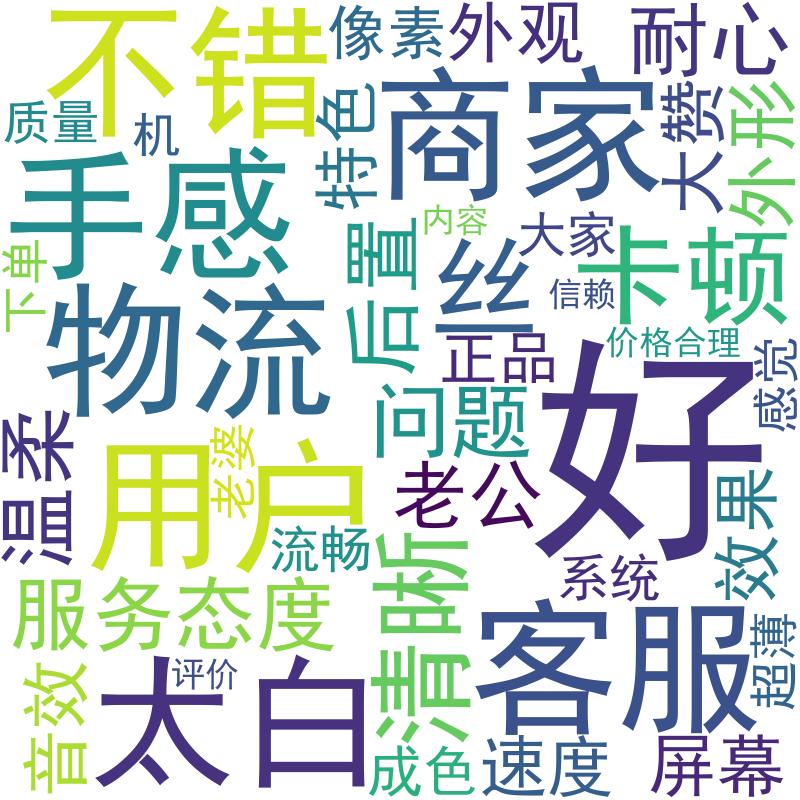 不错
像素
外观
耐心
质量
机
特色
商家
大赞
外形
手感
下单
后置
内容
丝
大家
卡顿
信赖
物流
正品
价格合理
感觉
好
温柔
用户
老婆
问题
老公
流畅
清晰
系统
效果
服务态度
太白
评价
客服
超薄
音效
成色
速度
屏幕